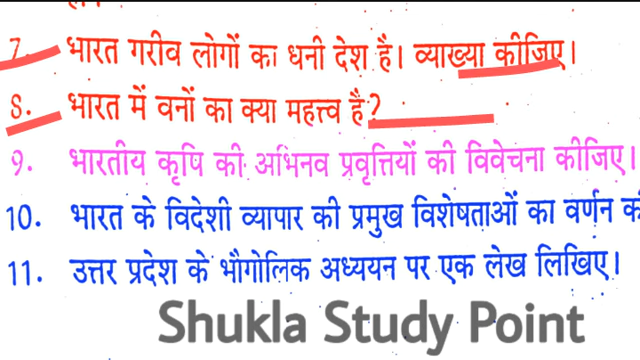 7. भारत गरीव लोगों का धनी देश है। व्याख्या कीजिए।
8. भारत में वनों का क्या महत्त्व है?
9. भारतीय कृषि की अभिनव प्रवृत्तियों की विवेचना कीजिए।
10. भारत के विदेशी व्यापार की प्रमुख विशेषताओं का वर्णन
11. उत्तर प्रदेश के भौगोलिक अध्ययन पर एक लेख लिखिए।
Shukla Study Point